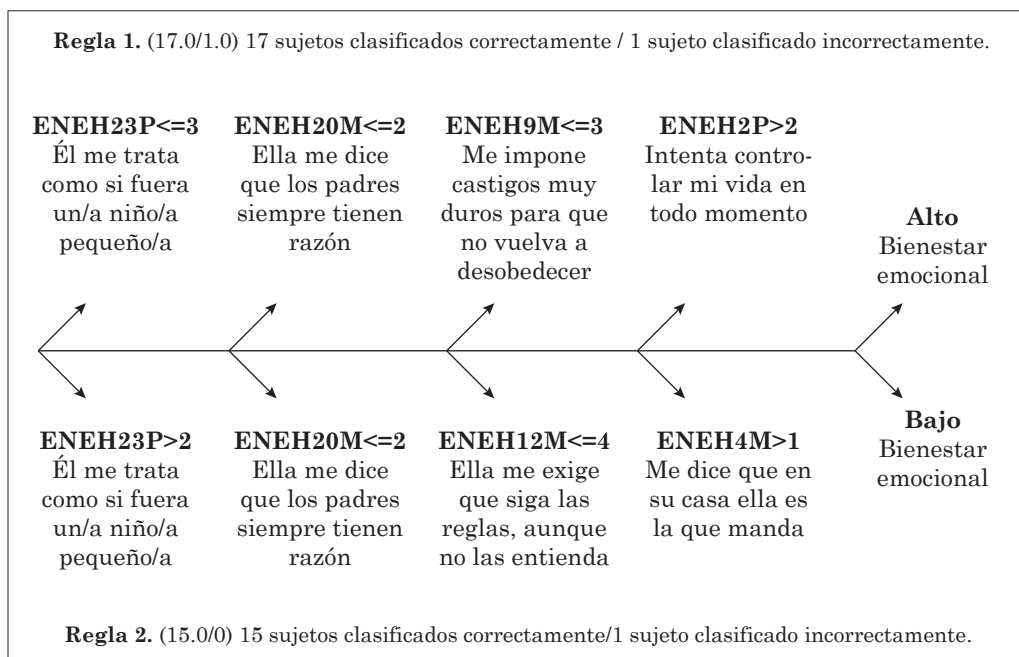 Regla 1. (17.0/1.0) 17 sujetos clasificados correctamente / 1 sujeto clasificado incorrectamente.
ENEH23P<=3
Él me trata
como si fuera
un/a niño/a
pequeño/a
ENEH20M<=2
Ella me dice
que los padres
siempre tienen
razón
ENEH9M<=3
Me impone
castigos muy
duros para que
no vuelva a
desobedecer
ENEH2P>2
Intenta contro-
lar mi vida en
todo momento
Alto
Bienestar
emocional
ENEH23P>2
Él me trata
como si fuera
un/a niño/a
pequeño/a
ENEH20M<=2
Ella me dice
que los padres
siempre tienen
razón
ENEH12M<=4
Ella me exige
que siga las
reglas, aunque
no las entienda
ENEH4M>1
Me dice que en
su casa ella es
la que manda
Bajo
Bienestar
emocional
Regla 2. (15.0/0) 15 sujetos clasificados correctamente/1 sujeto clasificado incorrectamente.